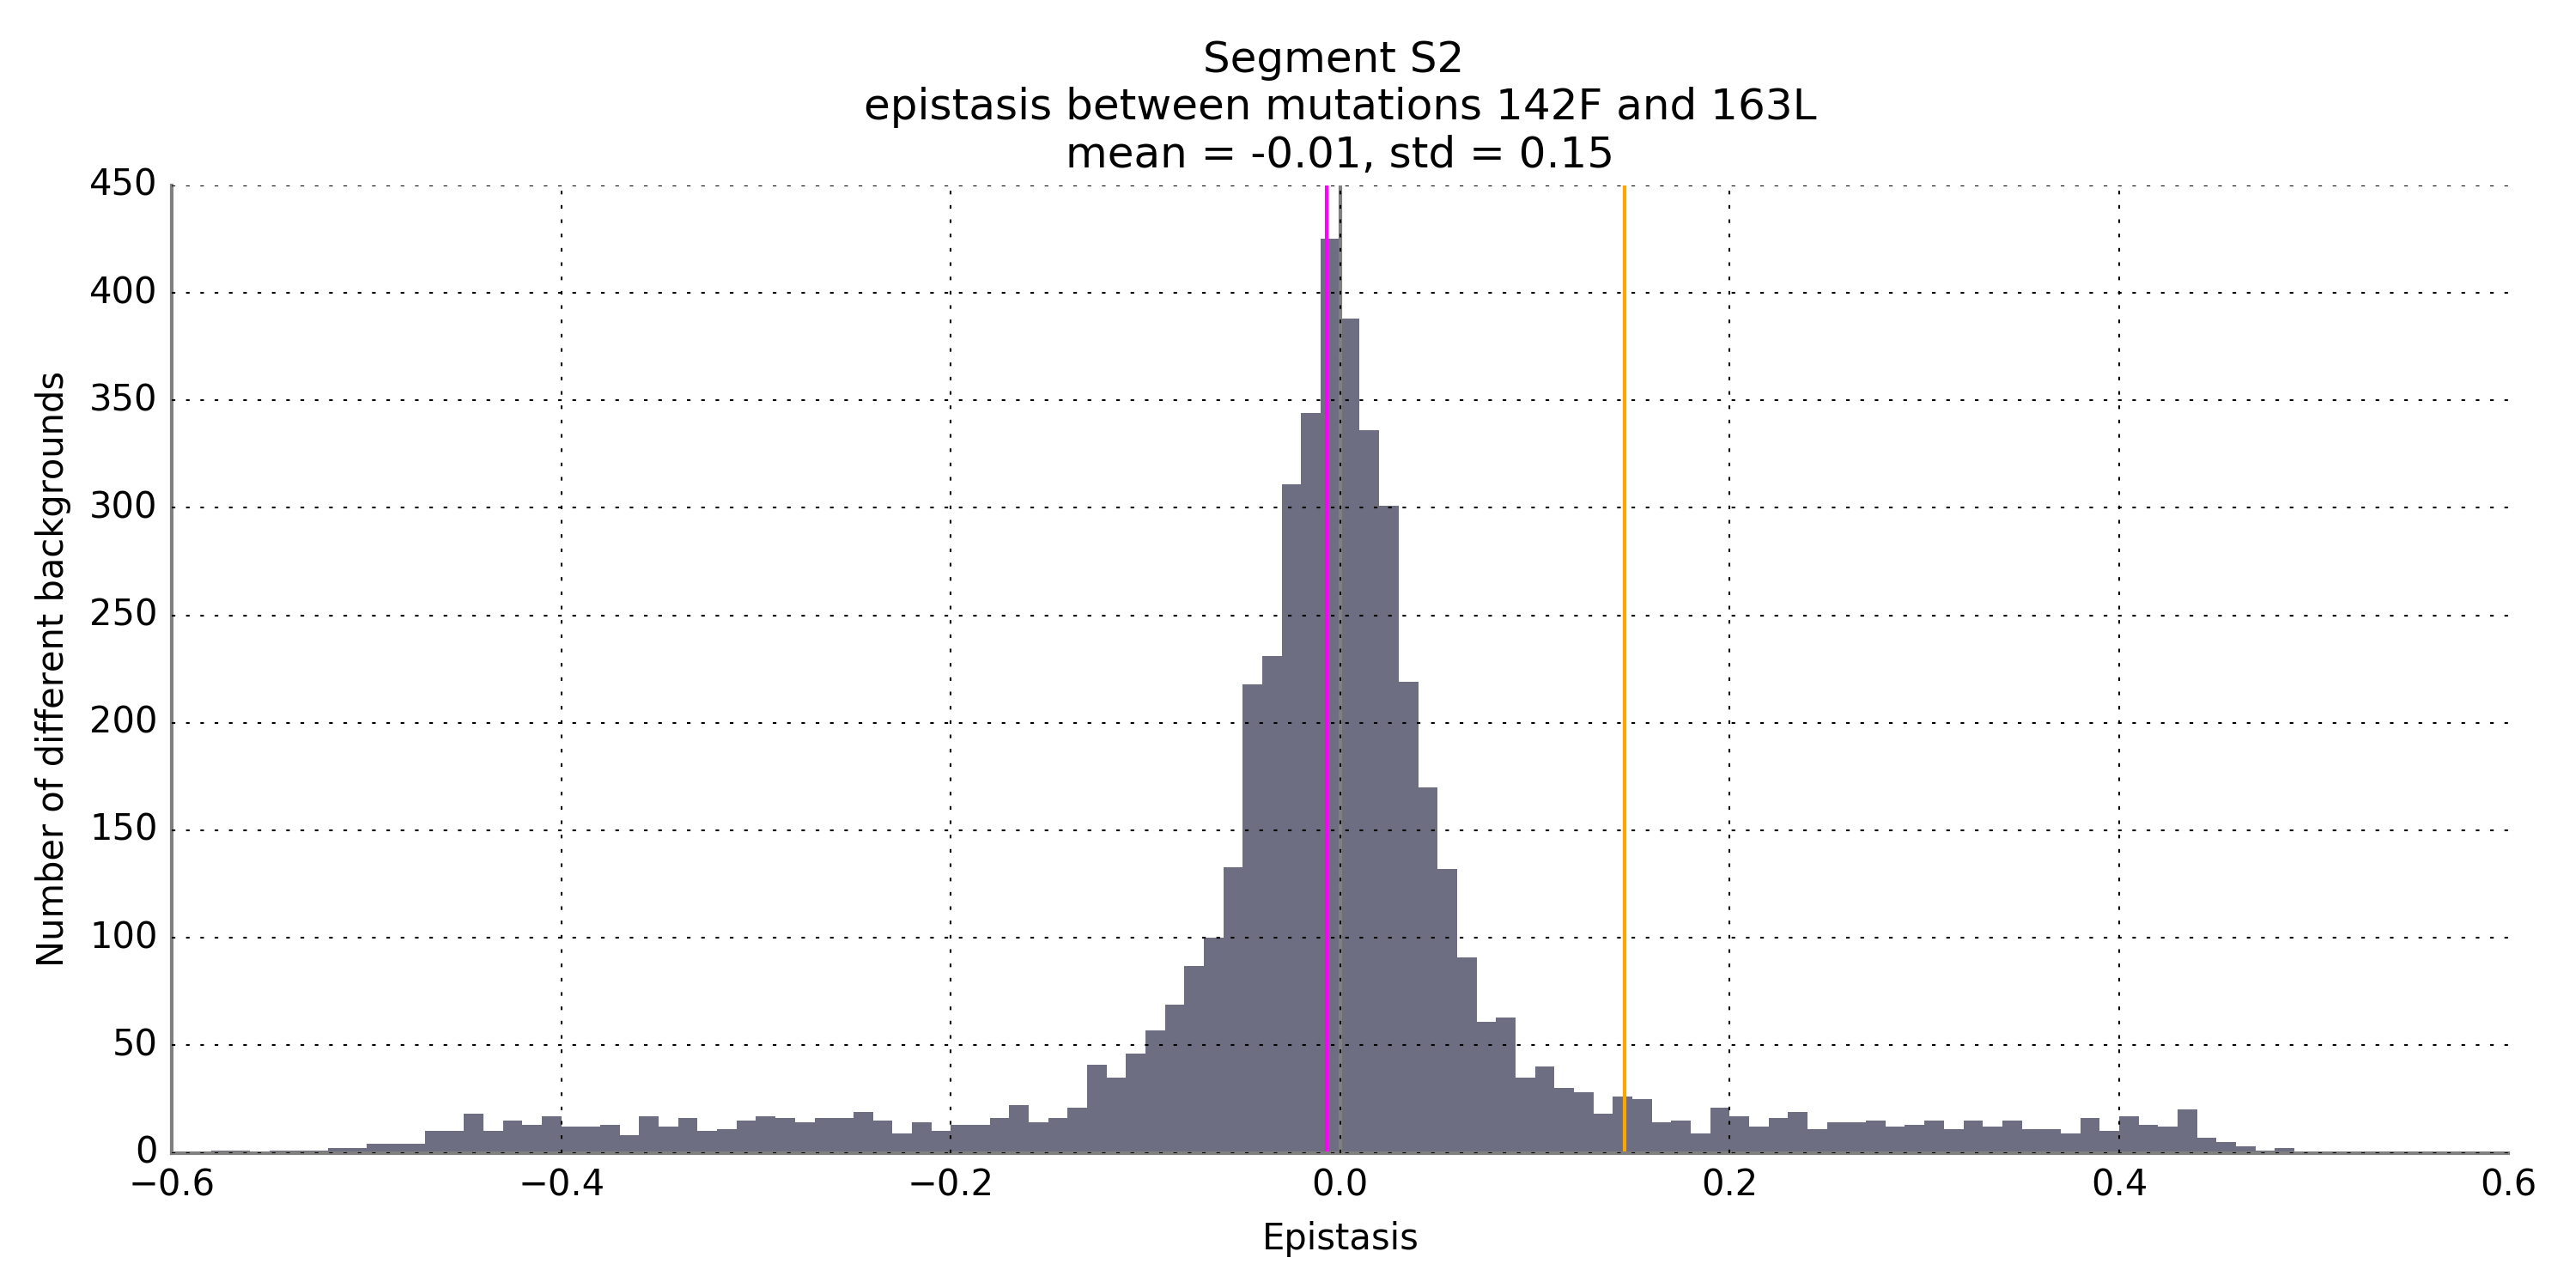 Segment S2
epistasis between mutations 142F and 163L
mean = -0.01, std = 0.15
450
400
350
300
250
200
150
100
50
0
Number of different backgrounds
−0.6 −0.4 −0.2 0.0 0.2 0.4 0.6
Epistasis